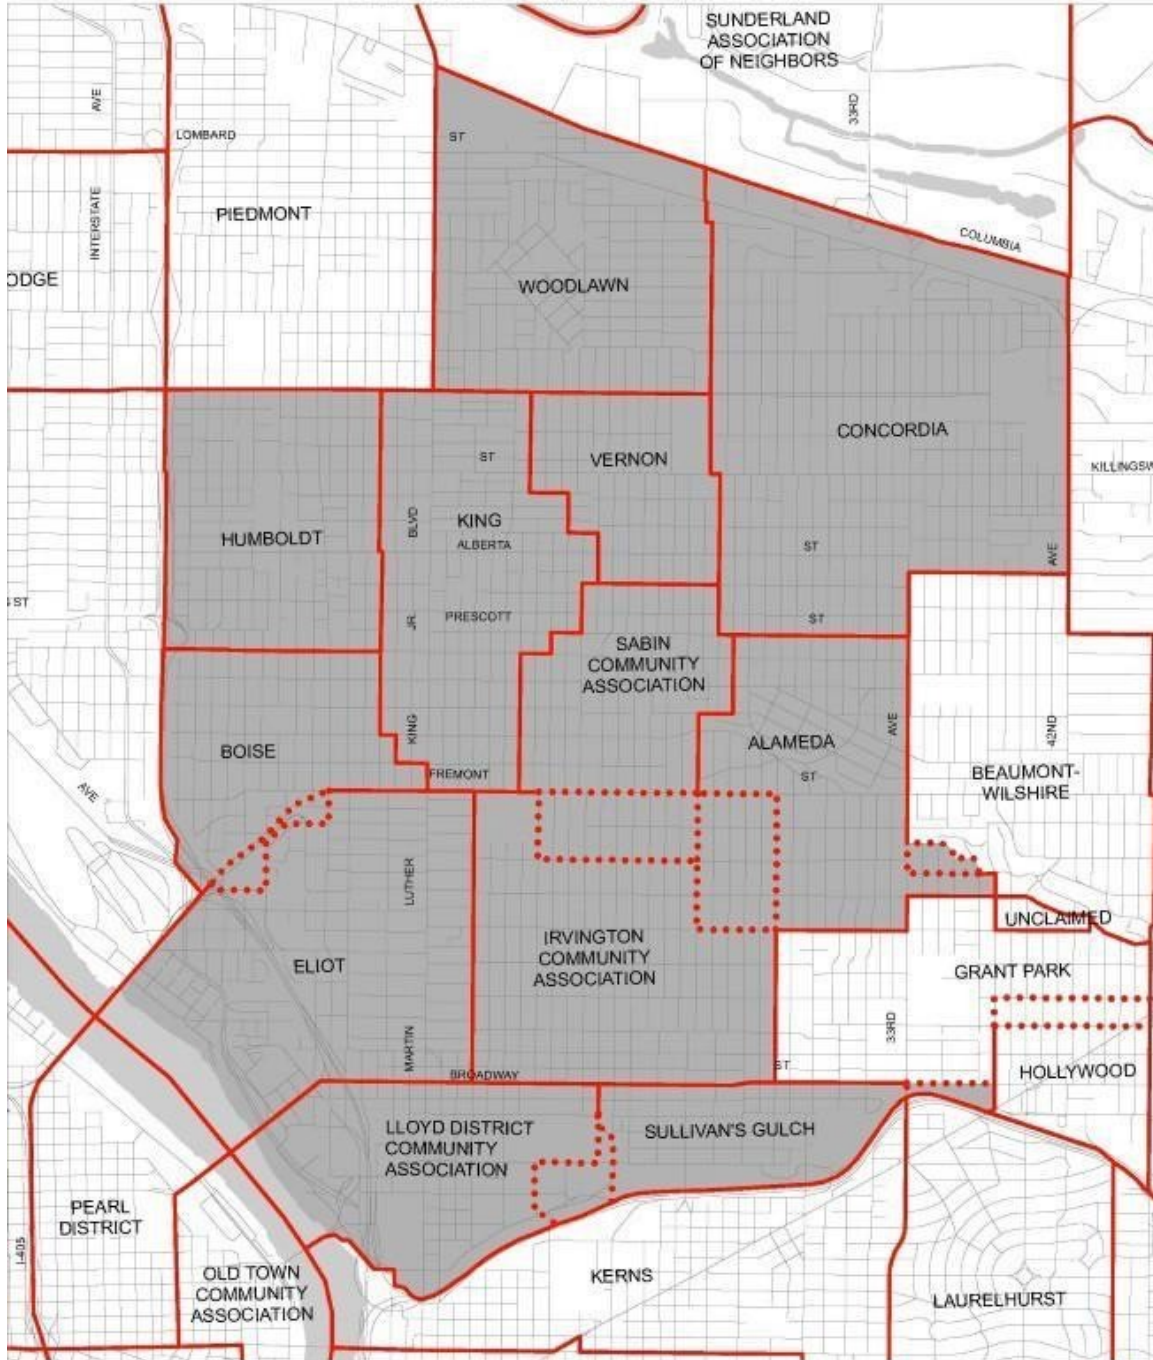 SUNDERLAND
ASSOCIATION
OF NEIGHBORS
AVE
33RD
LOMBARD
ST
INTERSTATE
PIEDMONT
COLUMBIA
ODGE
WOODLAWN
CONCORDIA
VERNON
ST
KILLINGSW
BLVD
KING
HUMBOLDT
ALBERTA
ST
AVE
ST
JR.
PRESCOTT
ST
SABIN
COMMUNITY
ASSOCIATION
KING
AVE
42ND
BOISE
ALAMEDA
FREMONT
ST
BEAUMONT-
WILSHIRE
AVE
LUTHER
UNCLAIMED
IRVINGTON
COMMUNITY
ASSOCIATION
ELIOT
GRANT PARK
33RD
MARTIN
BROADWAY
ST
HOLLYWOOD
LLOYD DISTRICT
COMMUNITY
ASSOCIATION
SULLIVAN'S GULCH
PEARL
DISTRICT
I-405
OLD TOWN
COMMUNITY
ASSOCIATION
KERNS
LAURELHURST